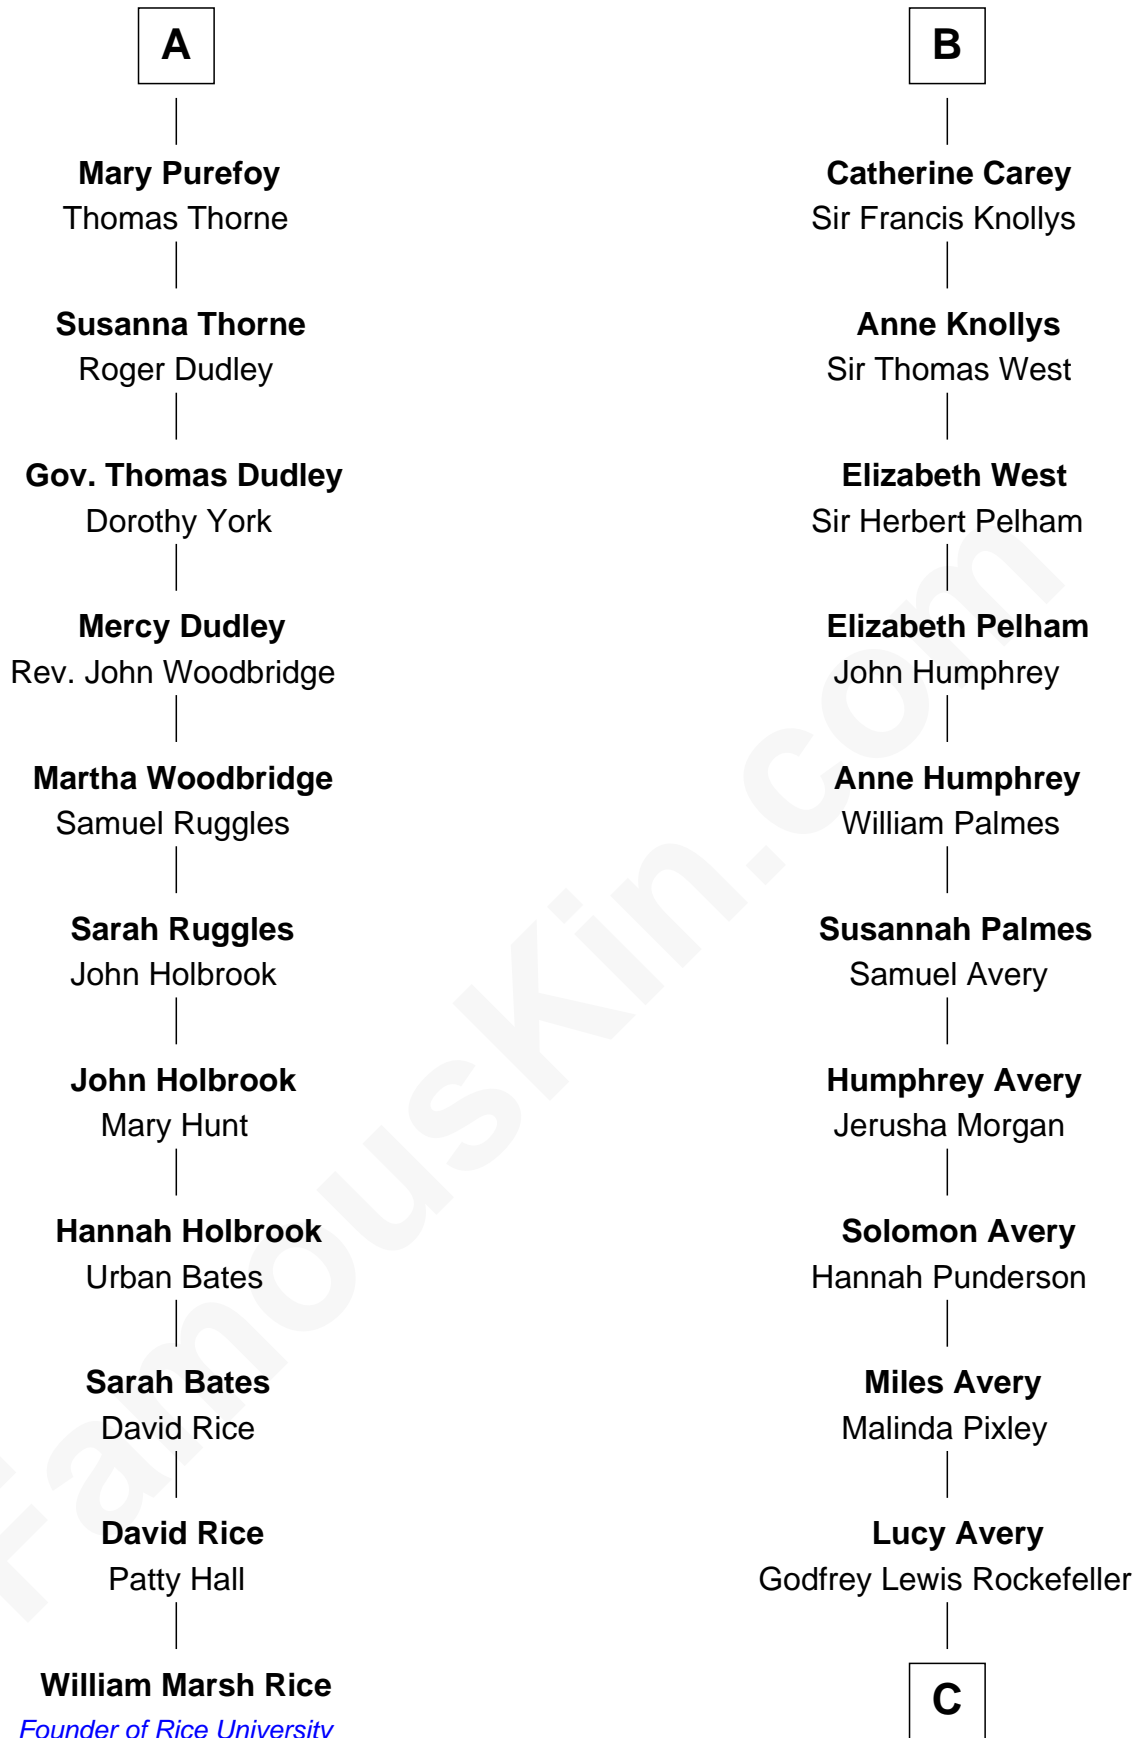 A
Mary Purefoy
Thomas Thorne
Susanna Thorne
Roger Dudley
Gov. Thomas Dudley
Dorothy York
Mercy Dudley
Rev. John Woodbridge
Martha Woodbridge
Samuel Ruggles
Sarah Ruggles
John Holbrook
John Holbrook
Mary Hunt
Hannah Holbrook
Urban Bates
Sarah Bates
David Rice
David Rice
Patty Hall
William Marsh Rice
Founder of Rice University
B
Catherine Carey
Sir Francis Knollys
Anne Knollys
Sir Thomas West
Elizabeth West
Sir Herbert Pelham
Elizabeth Pelham
John Humphrey
Anne Humphrey
William Palmes
Susannah Palmes
Samuel Avery
Humphrey Avery
Jerusha Morgan
Solomon Avery
Hannah Punderson
Miles Avery
Malinda Pixley
Lucy Avery
Godfrey Lewis Rockefeller
C
FamousKin.com